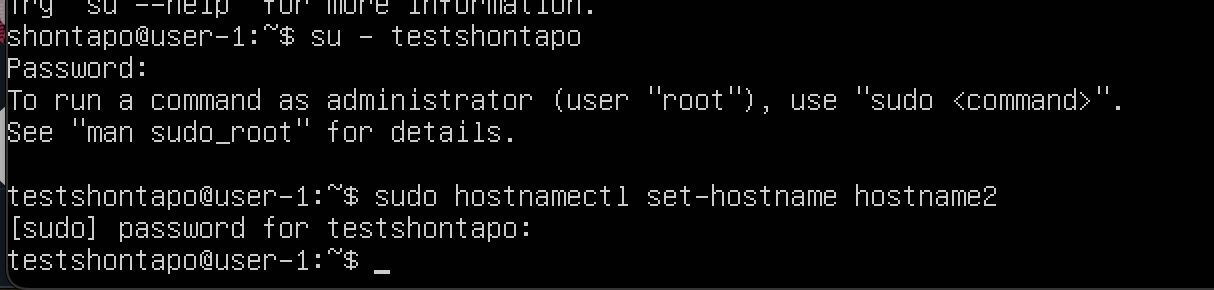 Try 'su --help' for more information.
shontapo@user-1:~$ su - testshontapo
Password:
To run a command as administrator (user "root"), use "sudo <command>".
See "man sudo_root" for details.
testshontapo@user-1:~$ sudo hostnamectl set-hostname hostname2
[sudo] password for testshontapo:
testshontapo@user-1:~$ _